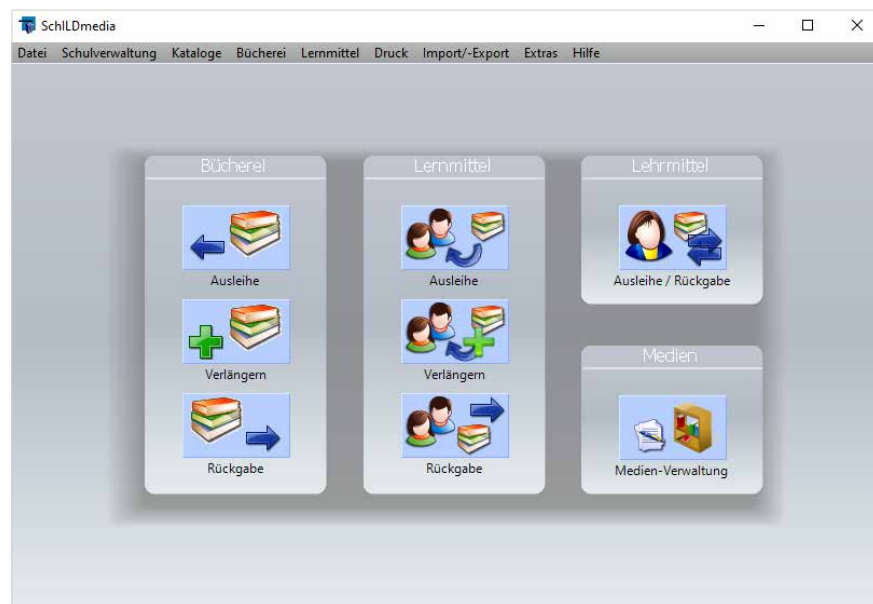 SchILDmedia
Datei Schulverwaltung Kataloge Bücherei Lernmittel Druck Import/-Export Extras Hilfe
Bücherei
Ausleihe
Verlängern
Rückgabe
Lernmittel
Ausleihe
Verlängern
Rückgabe
Lehrmittel
Ausleihe / Rückgabe
Medien
Medien-Verwaltung